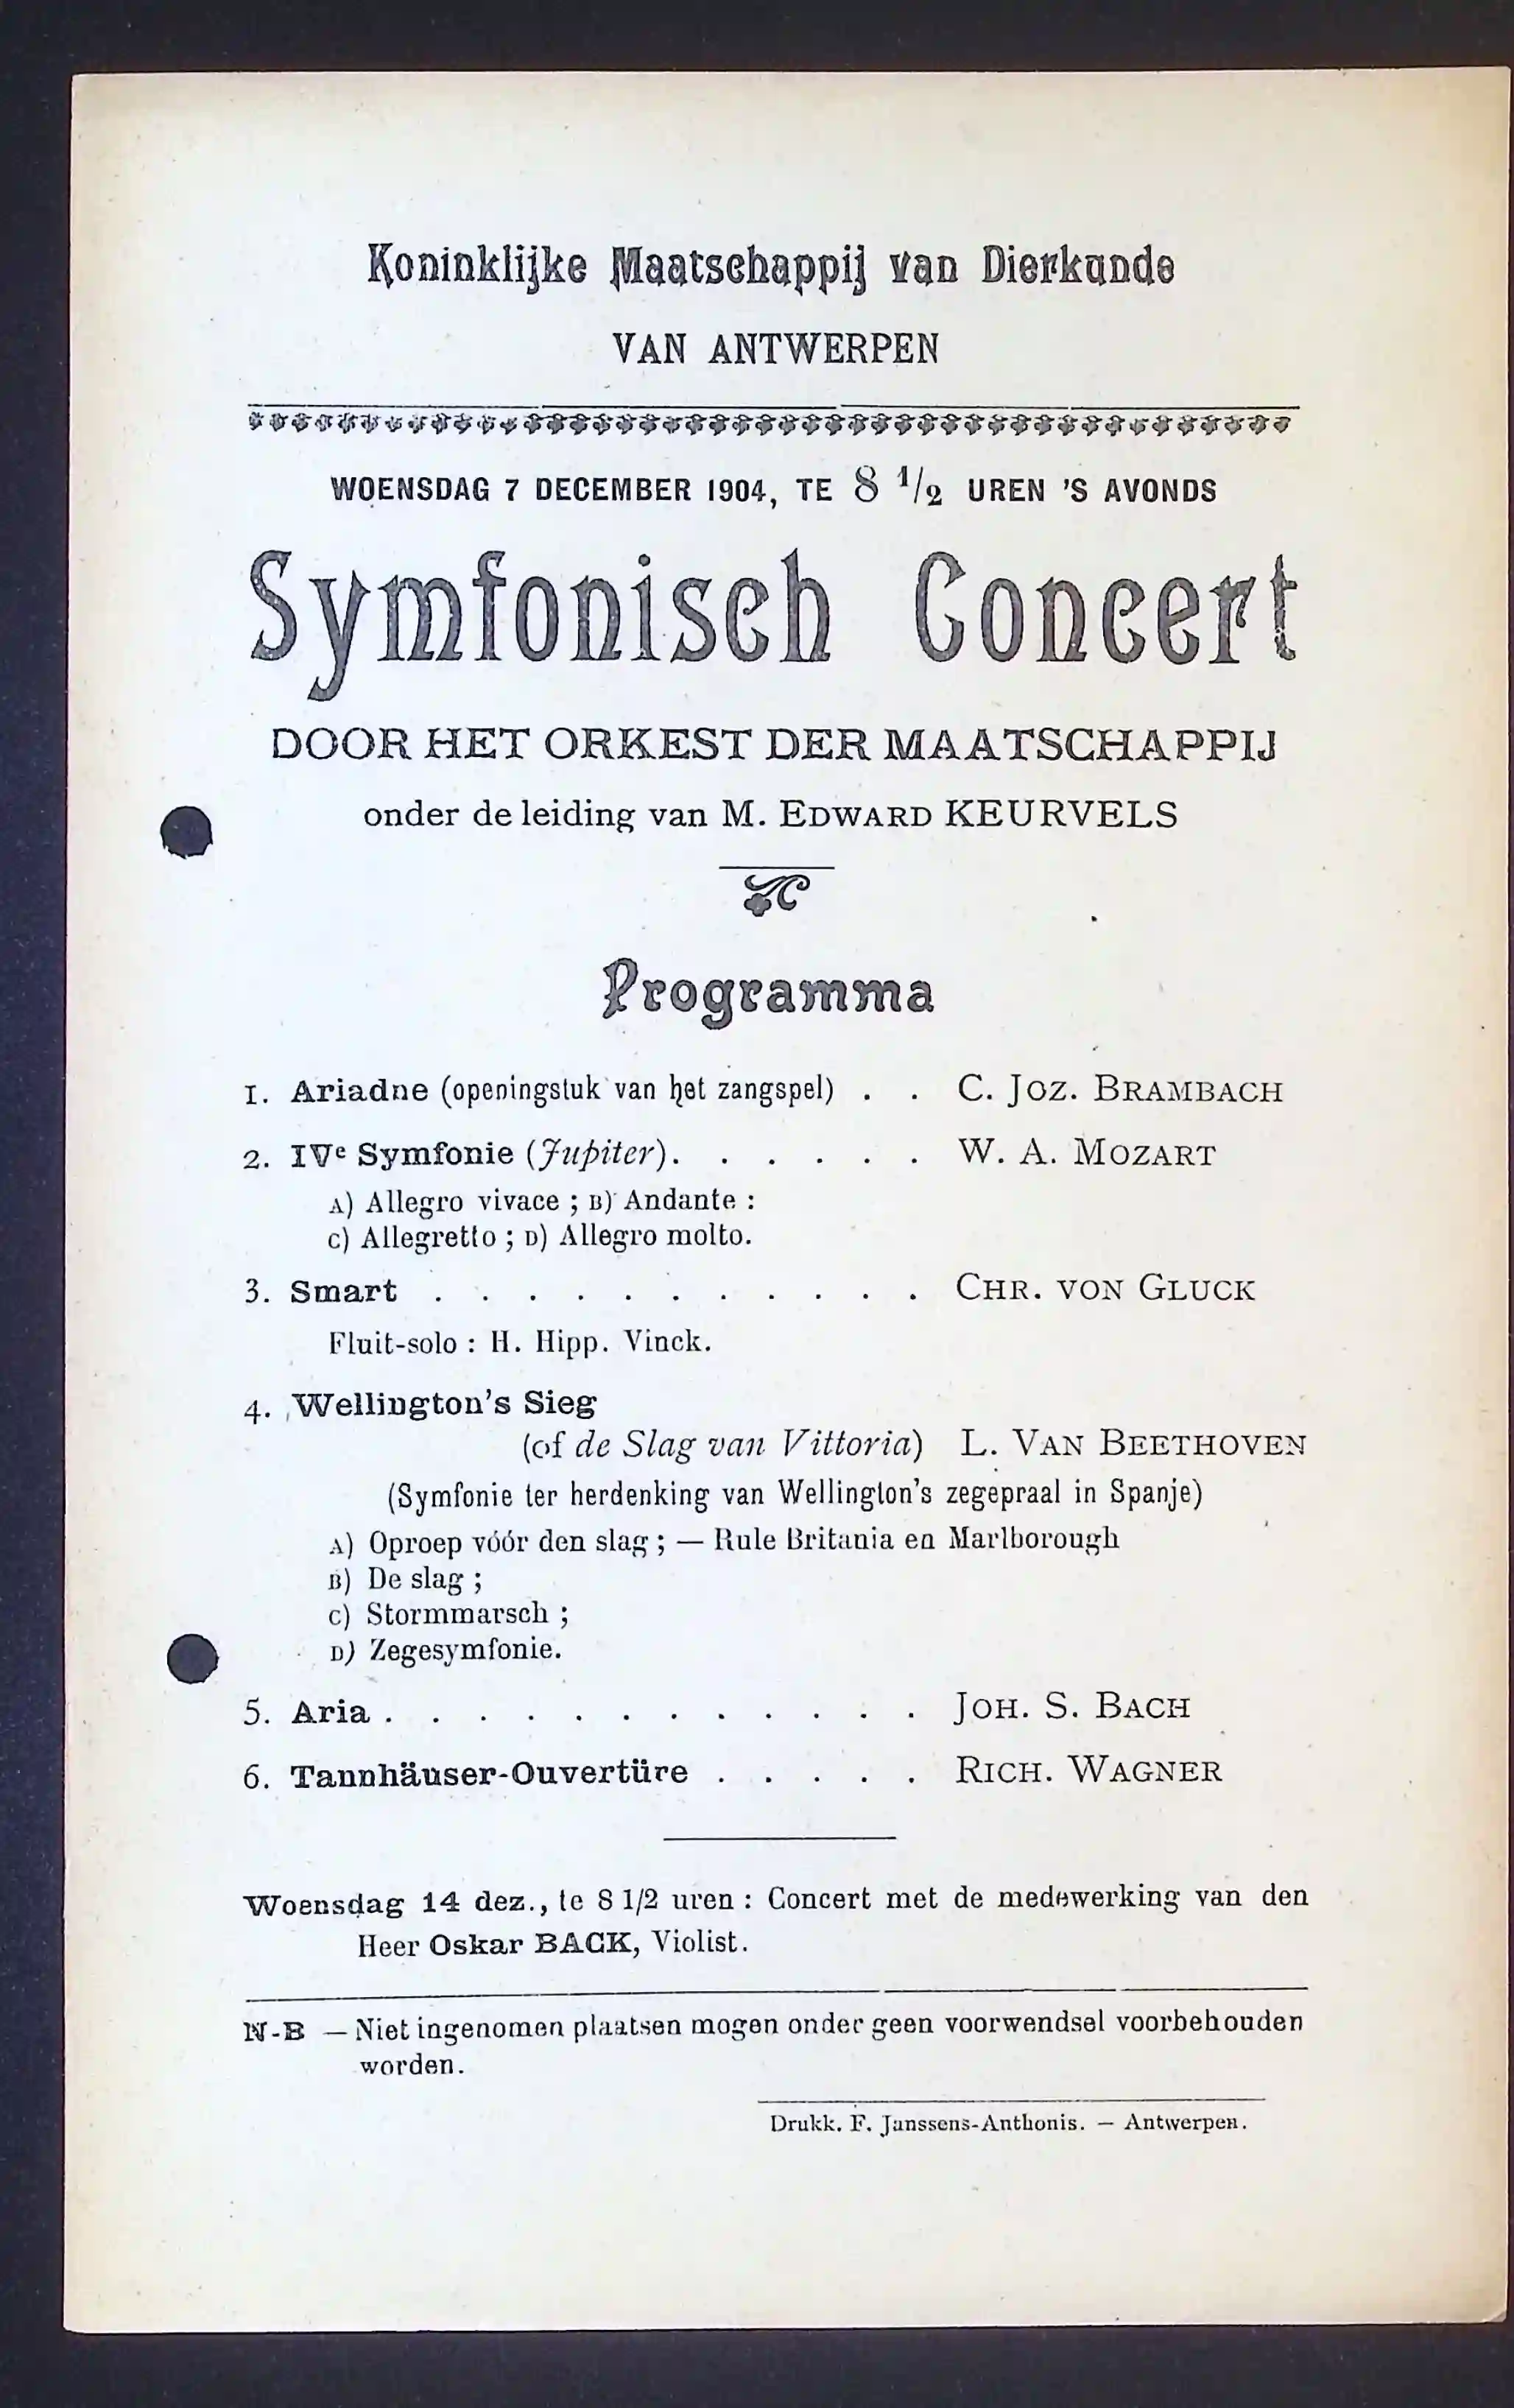 Koninklijke Maatschappij van Dierkunde
VAN ANTWERPEN
WOENSDAG 7 DECEMBER 1904, TE 8 1/2 UREN 'S AVONDS
Symfonisch Concert
DOOR HET ORKEST DER MAATSCHAPPIJ
onder de leiding van M. EDWARD KEURVELS
Programma
1. Ariadne (openingstuk van het zangspel) . . C. JOZ. BRAMBACH
2. IVe Symfonie (Jupiter). . . . . . W. A. MOZART
A) Allegro vivace ; B) Andante :
C) Allegretto ; D) Allegro molto.
3. Smart . . . . . . . . . . . CHR. VON GLUCK
Fluit-solo : H. Hipp. Vinck.
4. Wellington's Sieg
(of de Slag van Vittoria) L. VAN BEETHOVEN
(Symfonie ter herdenking van Wellington's zegepraal in Spanje)
A) Oproep vóór den slag ; — Rule Britania en Marlborough
B) De slag ;
C) Stormmarsch ;
D) Zegesymfonie.
5. Aria . . . . . . . . . . . . JOH. S. BACH
6. Tannhäuser-Ouvertüre . . . . . RICH. WAGNER
Woensdag 14 dez., te 8 1/2 uren : Concert met de medewerking van den
Heer Oskar BACK, Violist.
N-B — Niet ingenomen plaatsen mogen onder geen voorwendsel voorbehouden
worden.
Drukk. F. Janssens-Anthonis. — Antwerpen.